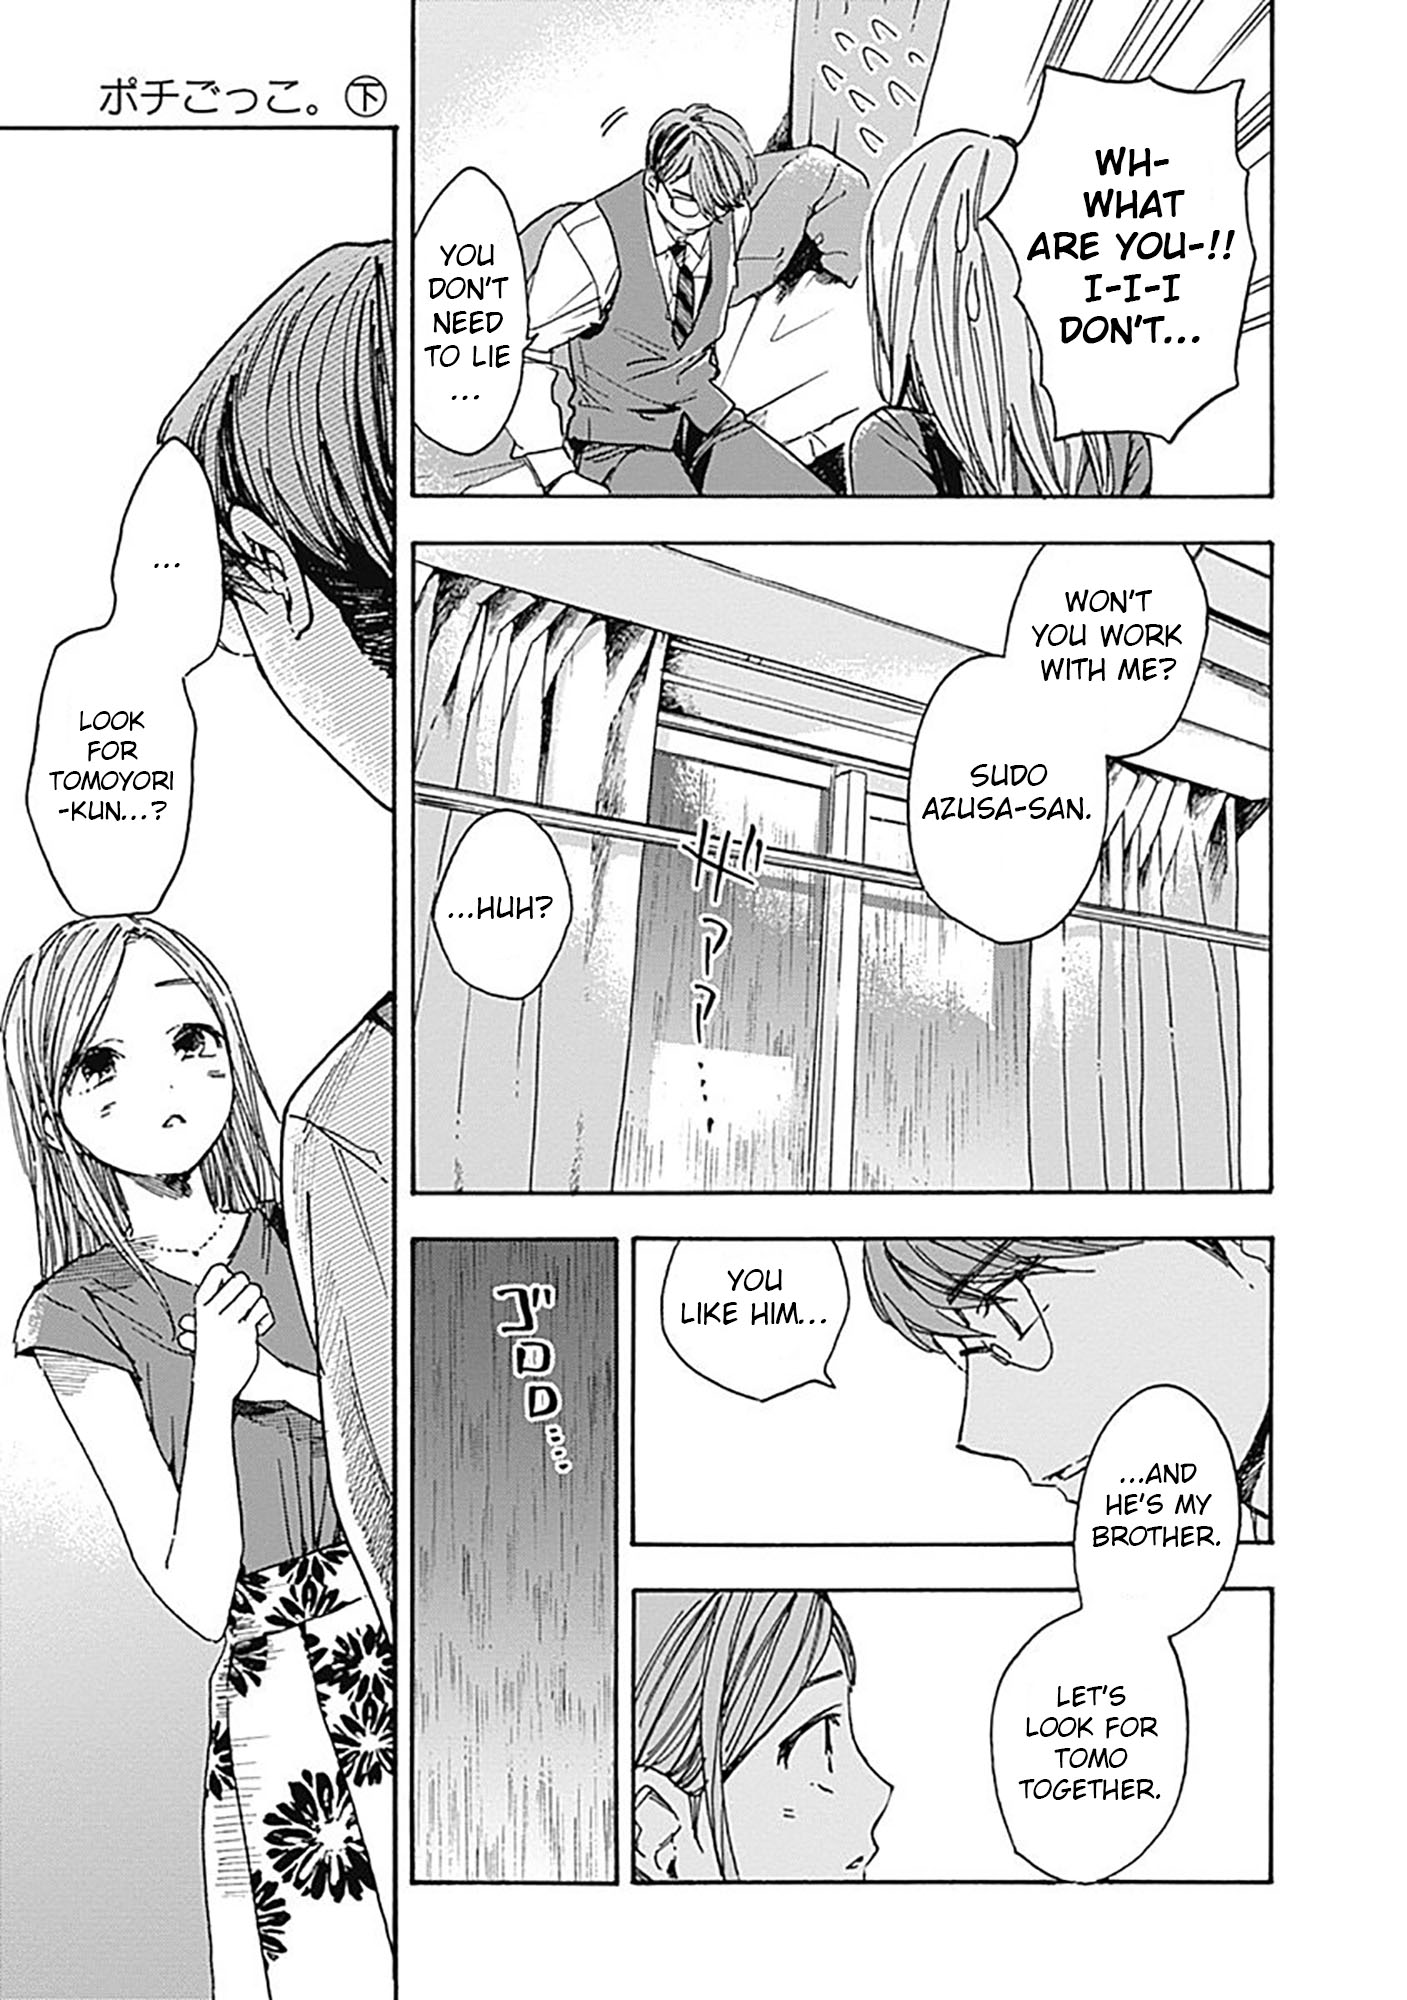 ポチごっこ。下
WH-
WHAT
ARE YOU-!!
I-I-I
DON'T...
YOU
DON'T
NEED
TO LIE
...
WON'T
YOU WORK
WITH ME?
SUDO
AZUSA-SAN.
...HUH?
YOU
LIKE HIM...
...AND
HE'S MY
BROTHER.
LET'S
LOOK FOR
TOMO
TOGETHER.
ゴロロロ...
...
LOOK
FOR
TOMOYORI
-KUN...?